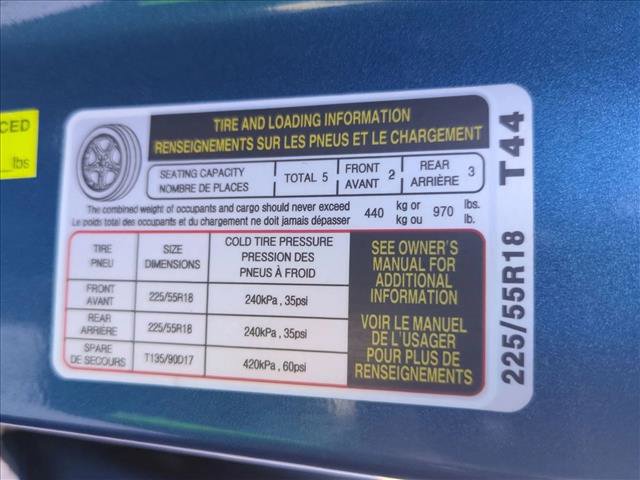 CED
lbs
TIRE AND LOADING INFORMATION
RENSEIGNEMENTS SUR LES PNEUS ET LE CHARGEMENT
SEATING CAPACITY
NOMBRE DE PLACES
TOTAL 5
FRONT
AVANT 2
REAR
ARRIÈRE 3
The combined weight of occupants and cargo should never exceed
Le poids total des occupants et du chargement ne doit jamais dépasser
440 kg or
kg ou
970 lbs.
lb.
TIRE
PNEU
SIZE
DIMENSIONS
COLD TIRE PRESSURE
PRESSION DES
PNEUS À FROID
FRONT
AVANT
225/55R18
240kPa, 35psi
REAR
ARRIÈRE
225/55R18
240kPa, 35psi
SPARE
DE SECOURS
T135/90D17
420kPa, 60psi
SEE OWNER'S
MANUAL FOR
ADDITIONAL
INFORMATION
VOIR LE MANUEL
DE L'USAGER
POUR PLUS DE
RENSEIGNEMENTS
225/55R18 T44